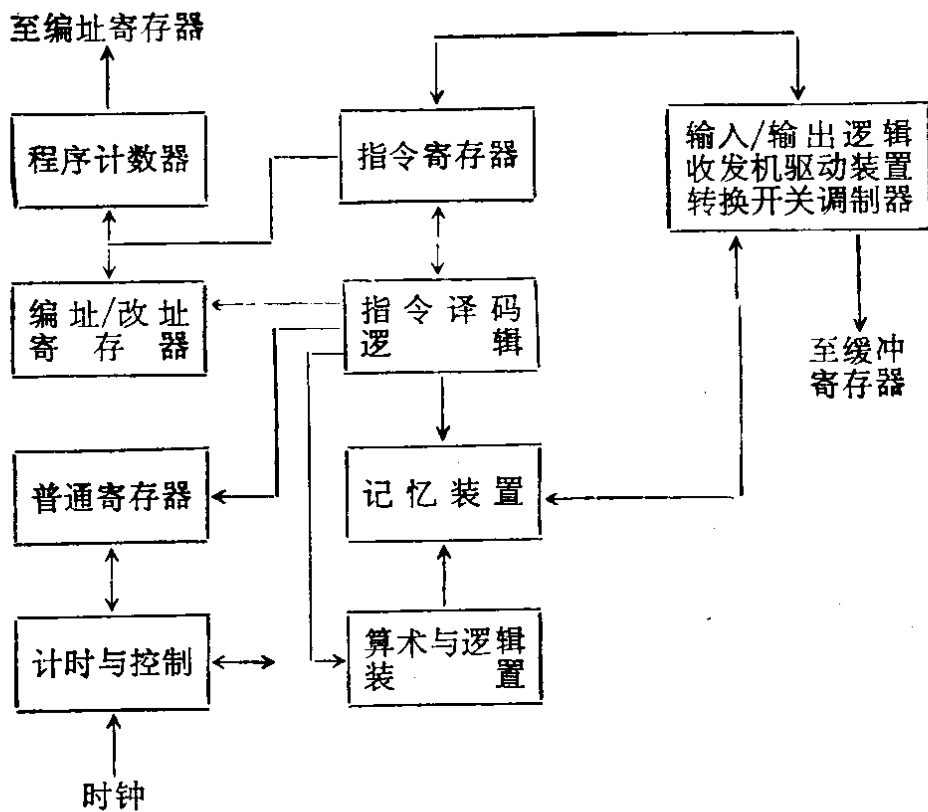 至编址寄存器
程序计数器
指令寄存器
输入/输出逻辑
收发机驱动装置
转换开关调制器
编址/改址
寄存器
指令译码
逻辑
至缓冲
寄存器
普通寄存器
记忆装置
计时与控制
算术与逻辑
装置
时钟